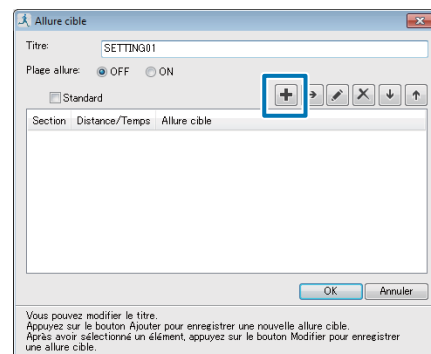 Allure cible
Titre: SETTING01
Plage allure: OFF ON
Standard
Section Distance/Temps Allure cible
OK Annuler
Vous pouvez modifier le titre.
Appuyez sur le bouton Ajouter pour enregistrer une nouvelle allure cible.
Après avoir sélectionné un élément, appuyez sur le bouton Modifier pour enregistrer
une allure cible.